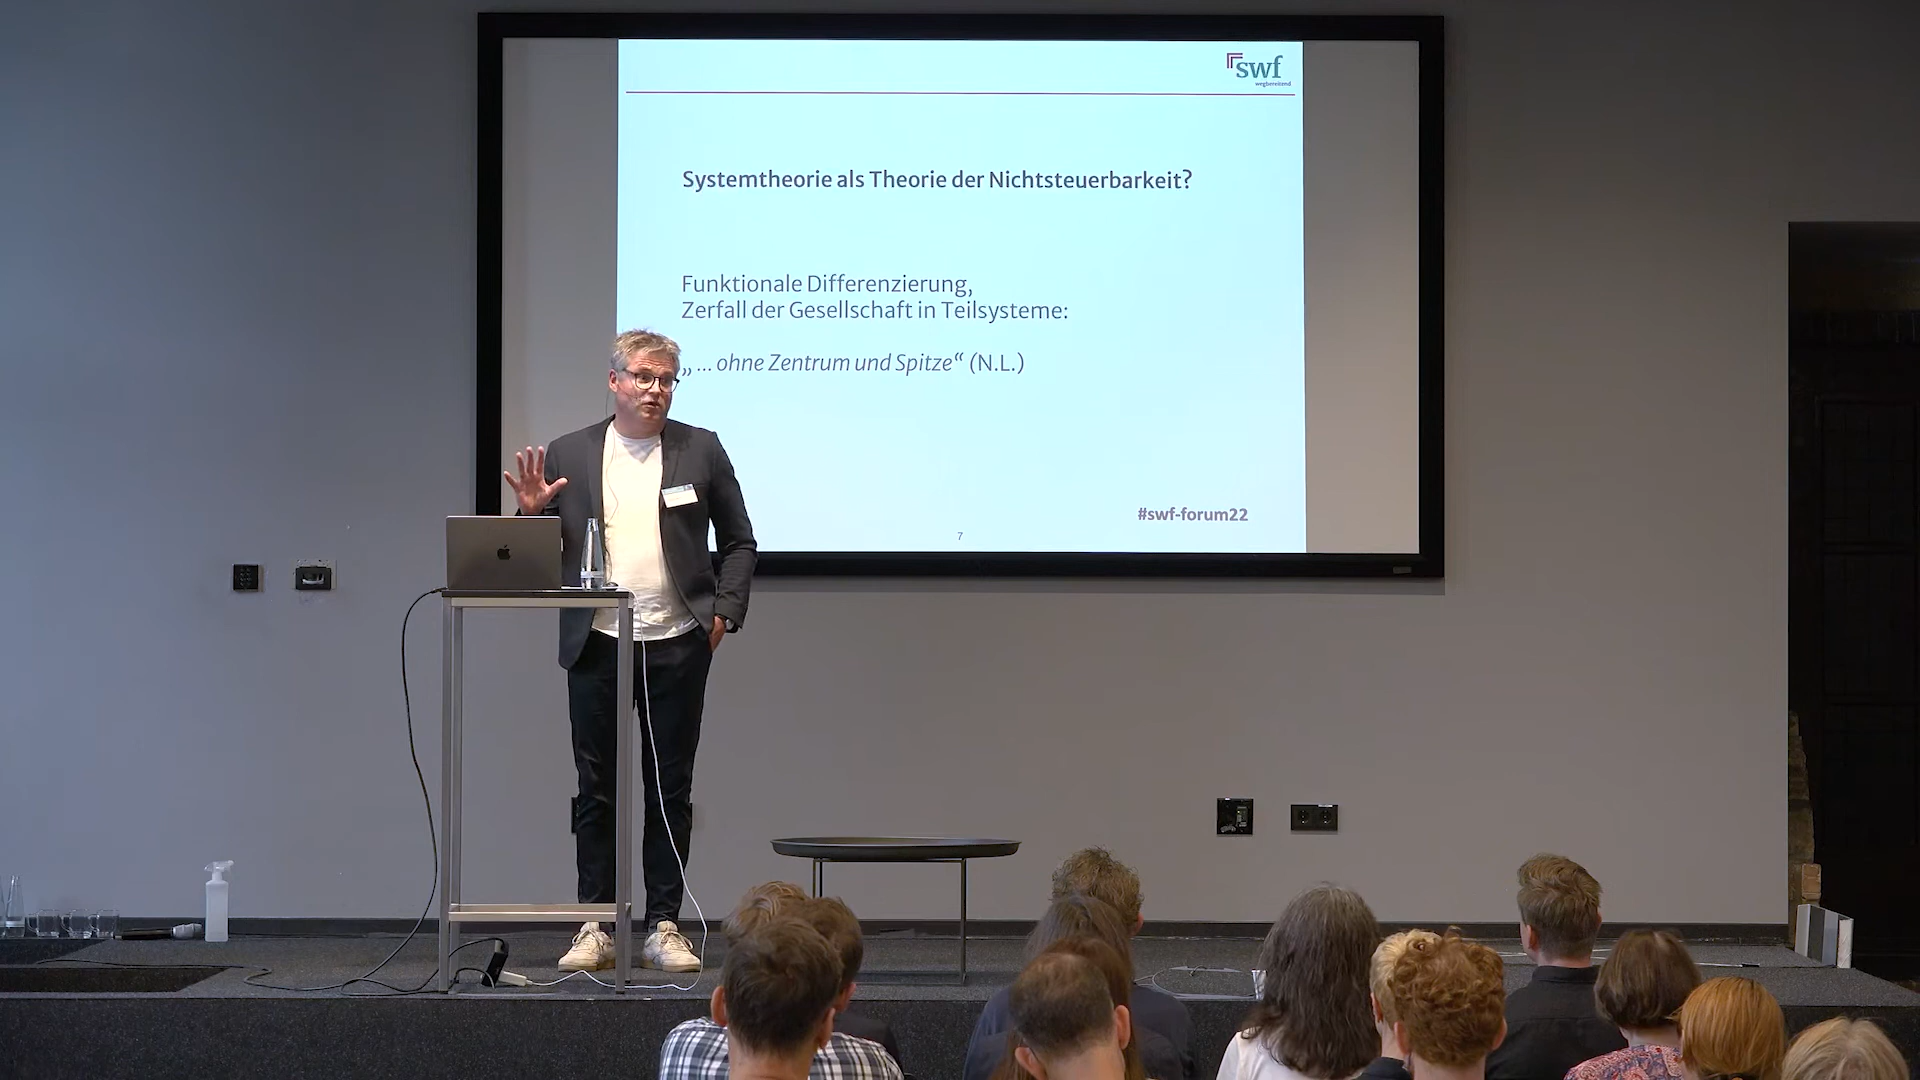 swf
wegbereitend
Systemtheorie als Theorie der Nichtsteuerbarkeit?
Funktionale Differenzierung,
Zerfall der Gesellschaft in Teilsysteme:
„ ... ohne Zentrum und Spitze“ (N.L.)
#swf-forum22
7